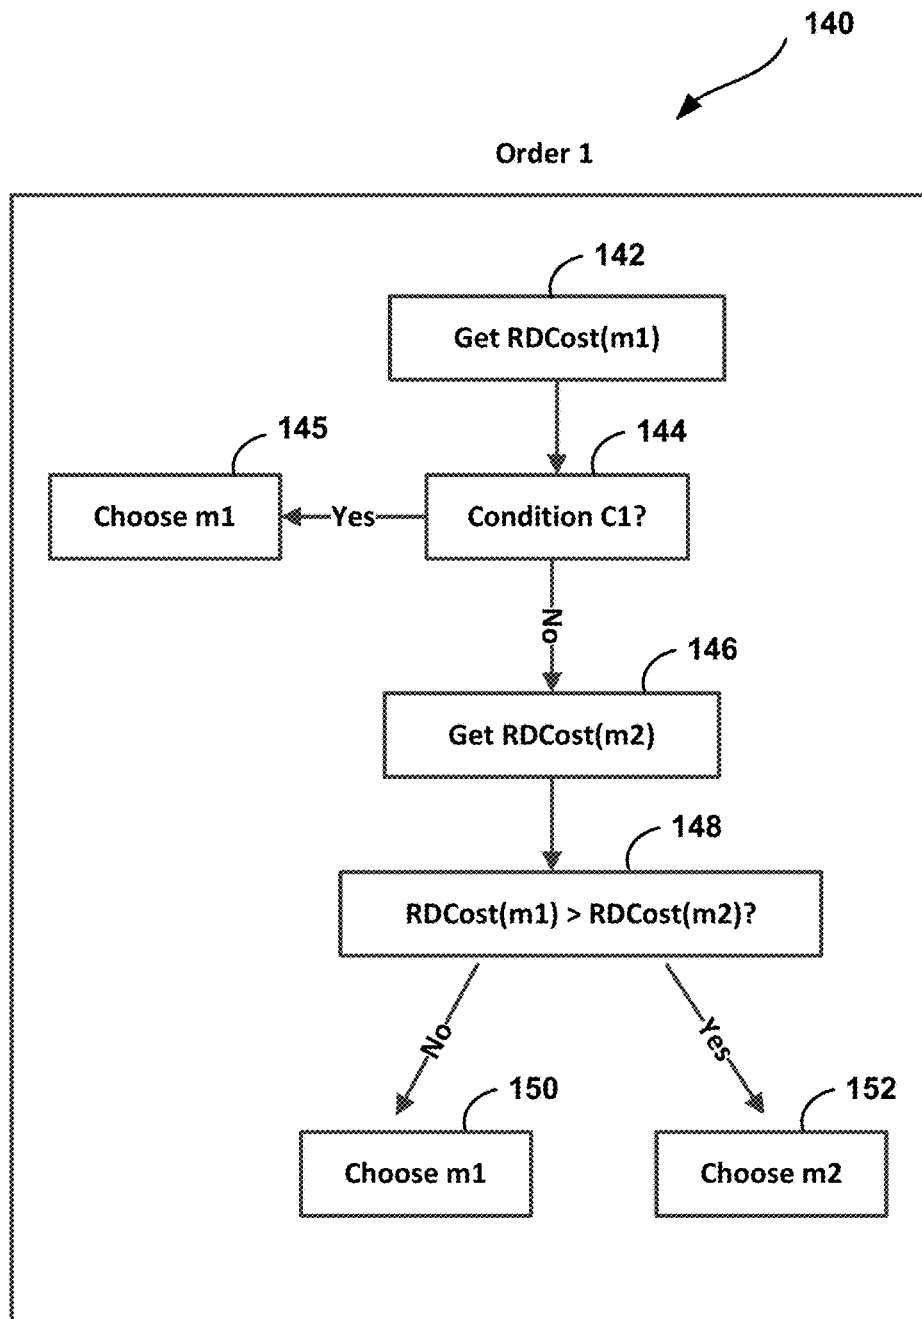 140
Order 1
142
Get RDCost(m1)
145
144
Choose m1
Yes
Condition C1?
No
146
Get RDCost(m2)
148
RDCost(m1) > RDCost(m2)?
No
Yes
150
152
Choose m1
Choose m2